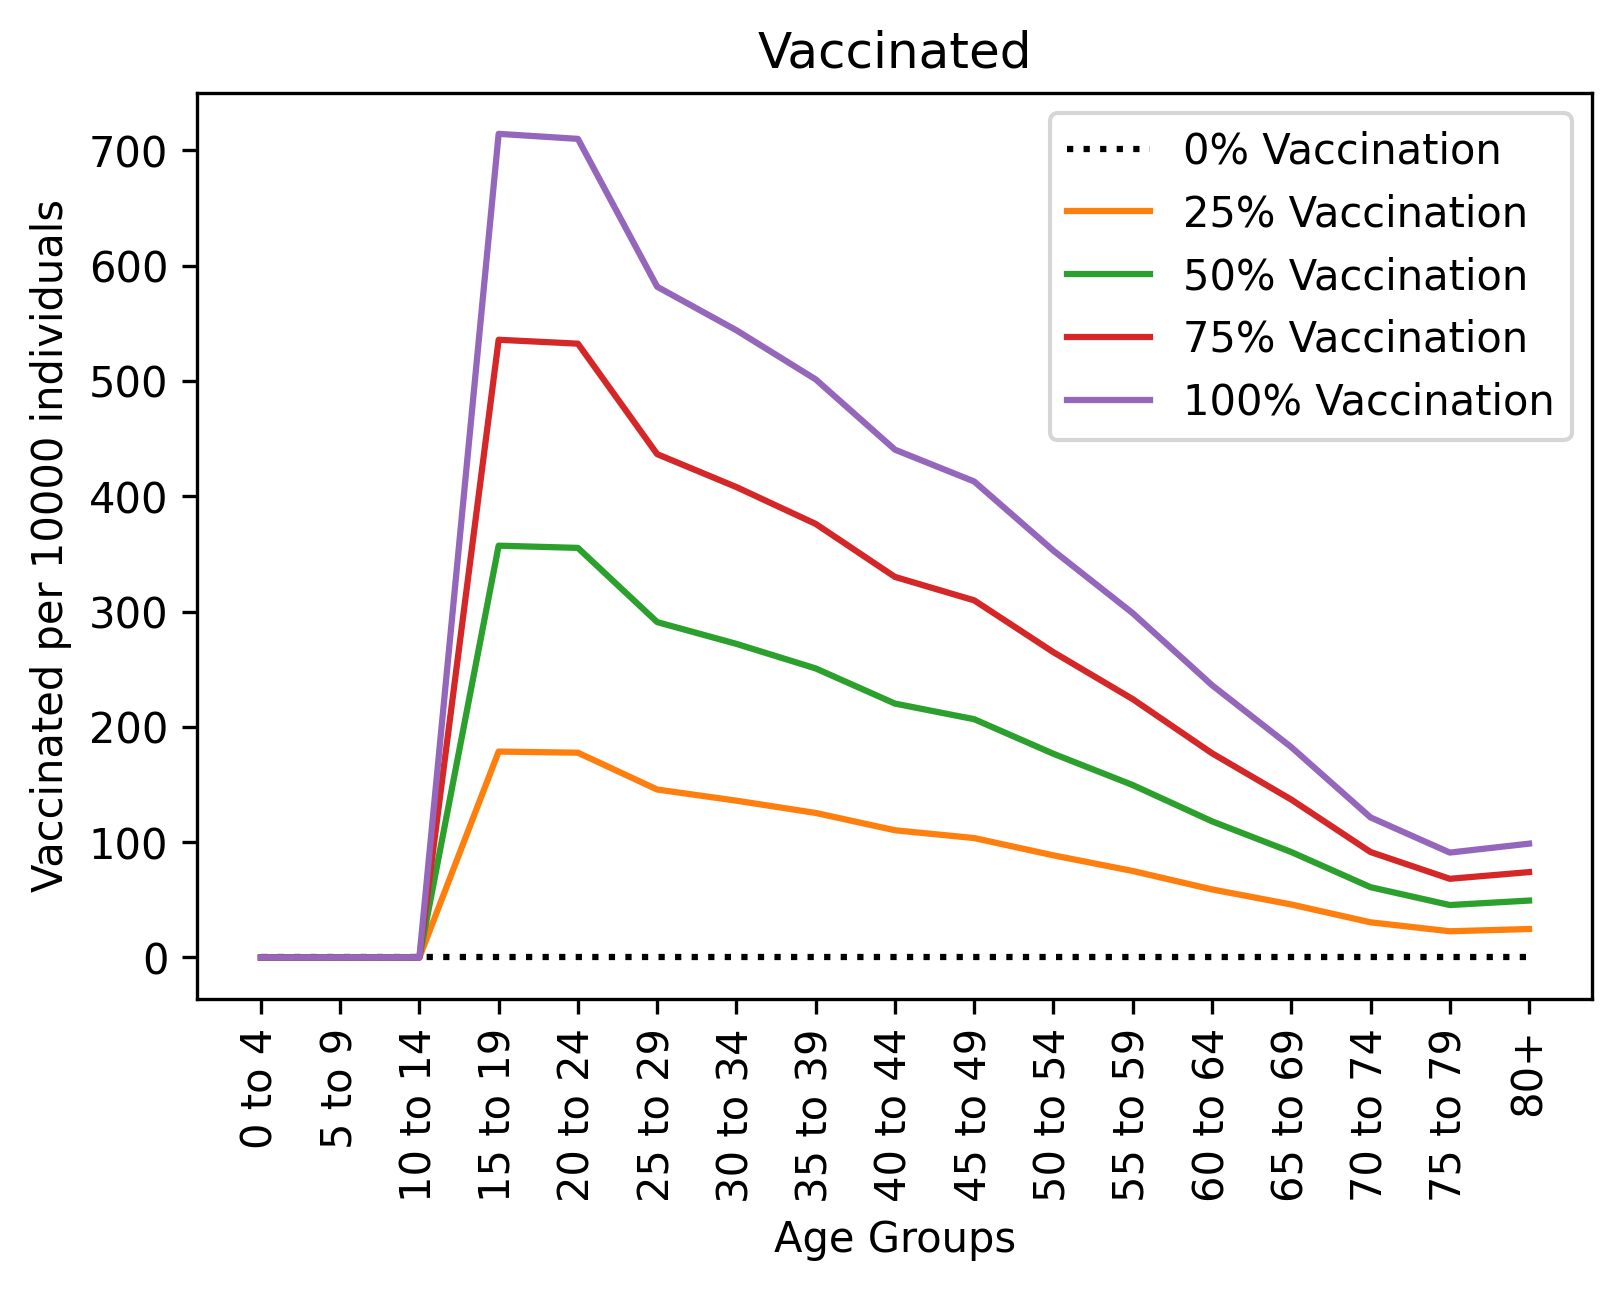 Vaccinated
0% Vaccination
25% Vaccination
50% Vaccination
75% Vaccination
100% Vaccination
Vaccinated per 10000 individuals
700
600
500
400
300
200
100
0
0 to 4
5 to 9
10 to 14
15 to 19
20 to 24
25 to 29
30 to 34
35 to 39
40 to 44
45 to 49
50 to 54
55 to 59
60 to 64
65 to 69
70 to 74
75 to 79
80+
Age Groups